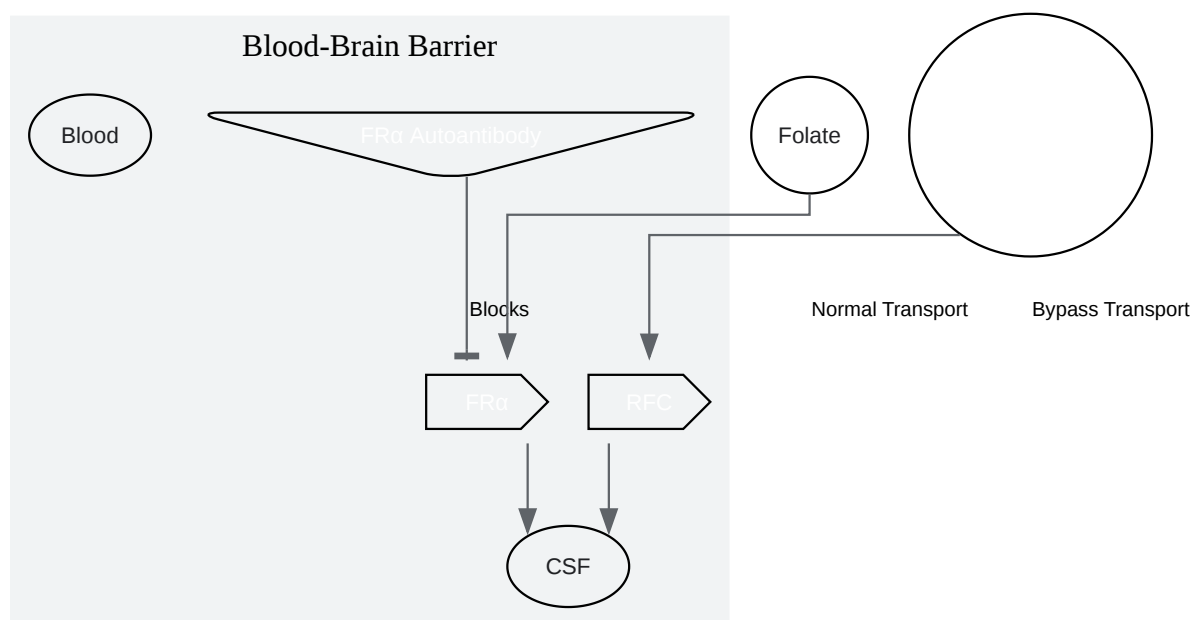 Blood-Brain Barrier
Blood
FRα Autoantibody
Folate
Blocks
Normal Transport
Bypass Transport
FRα
RFC
CSF